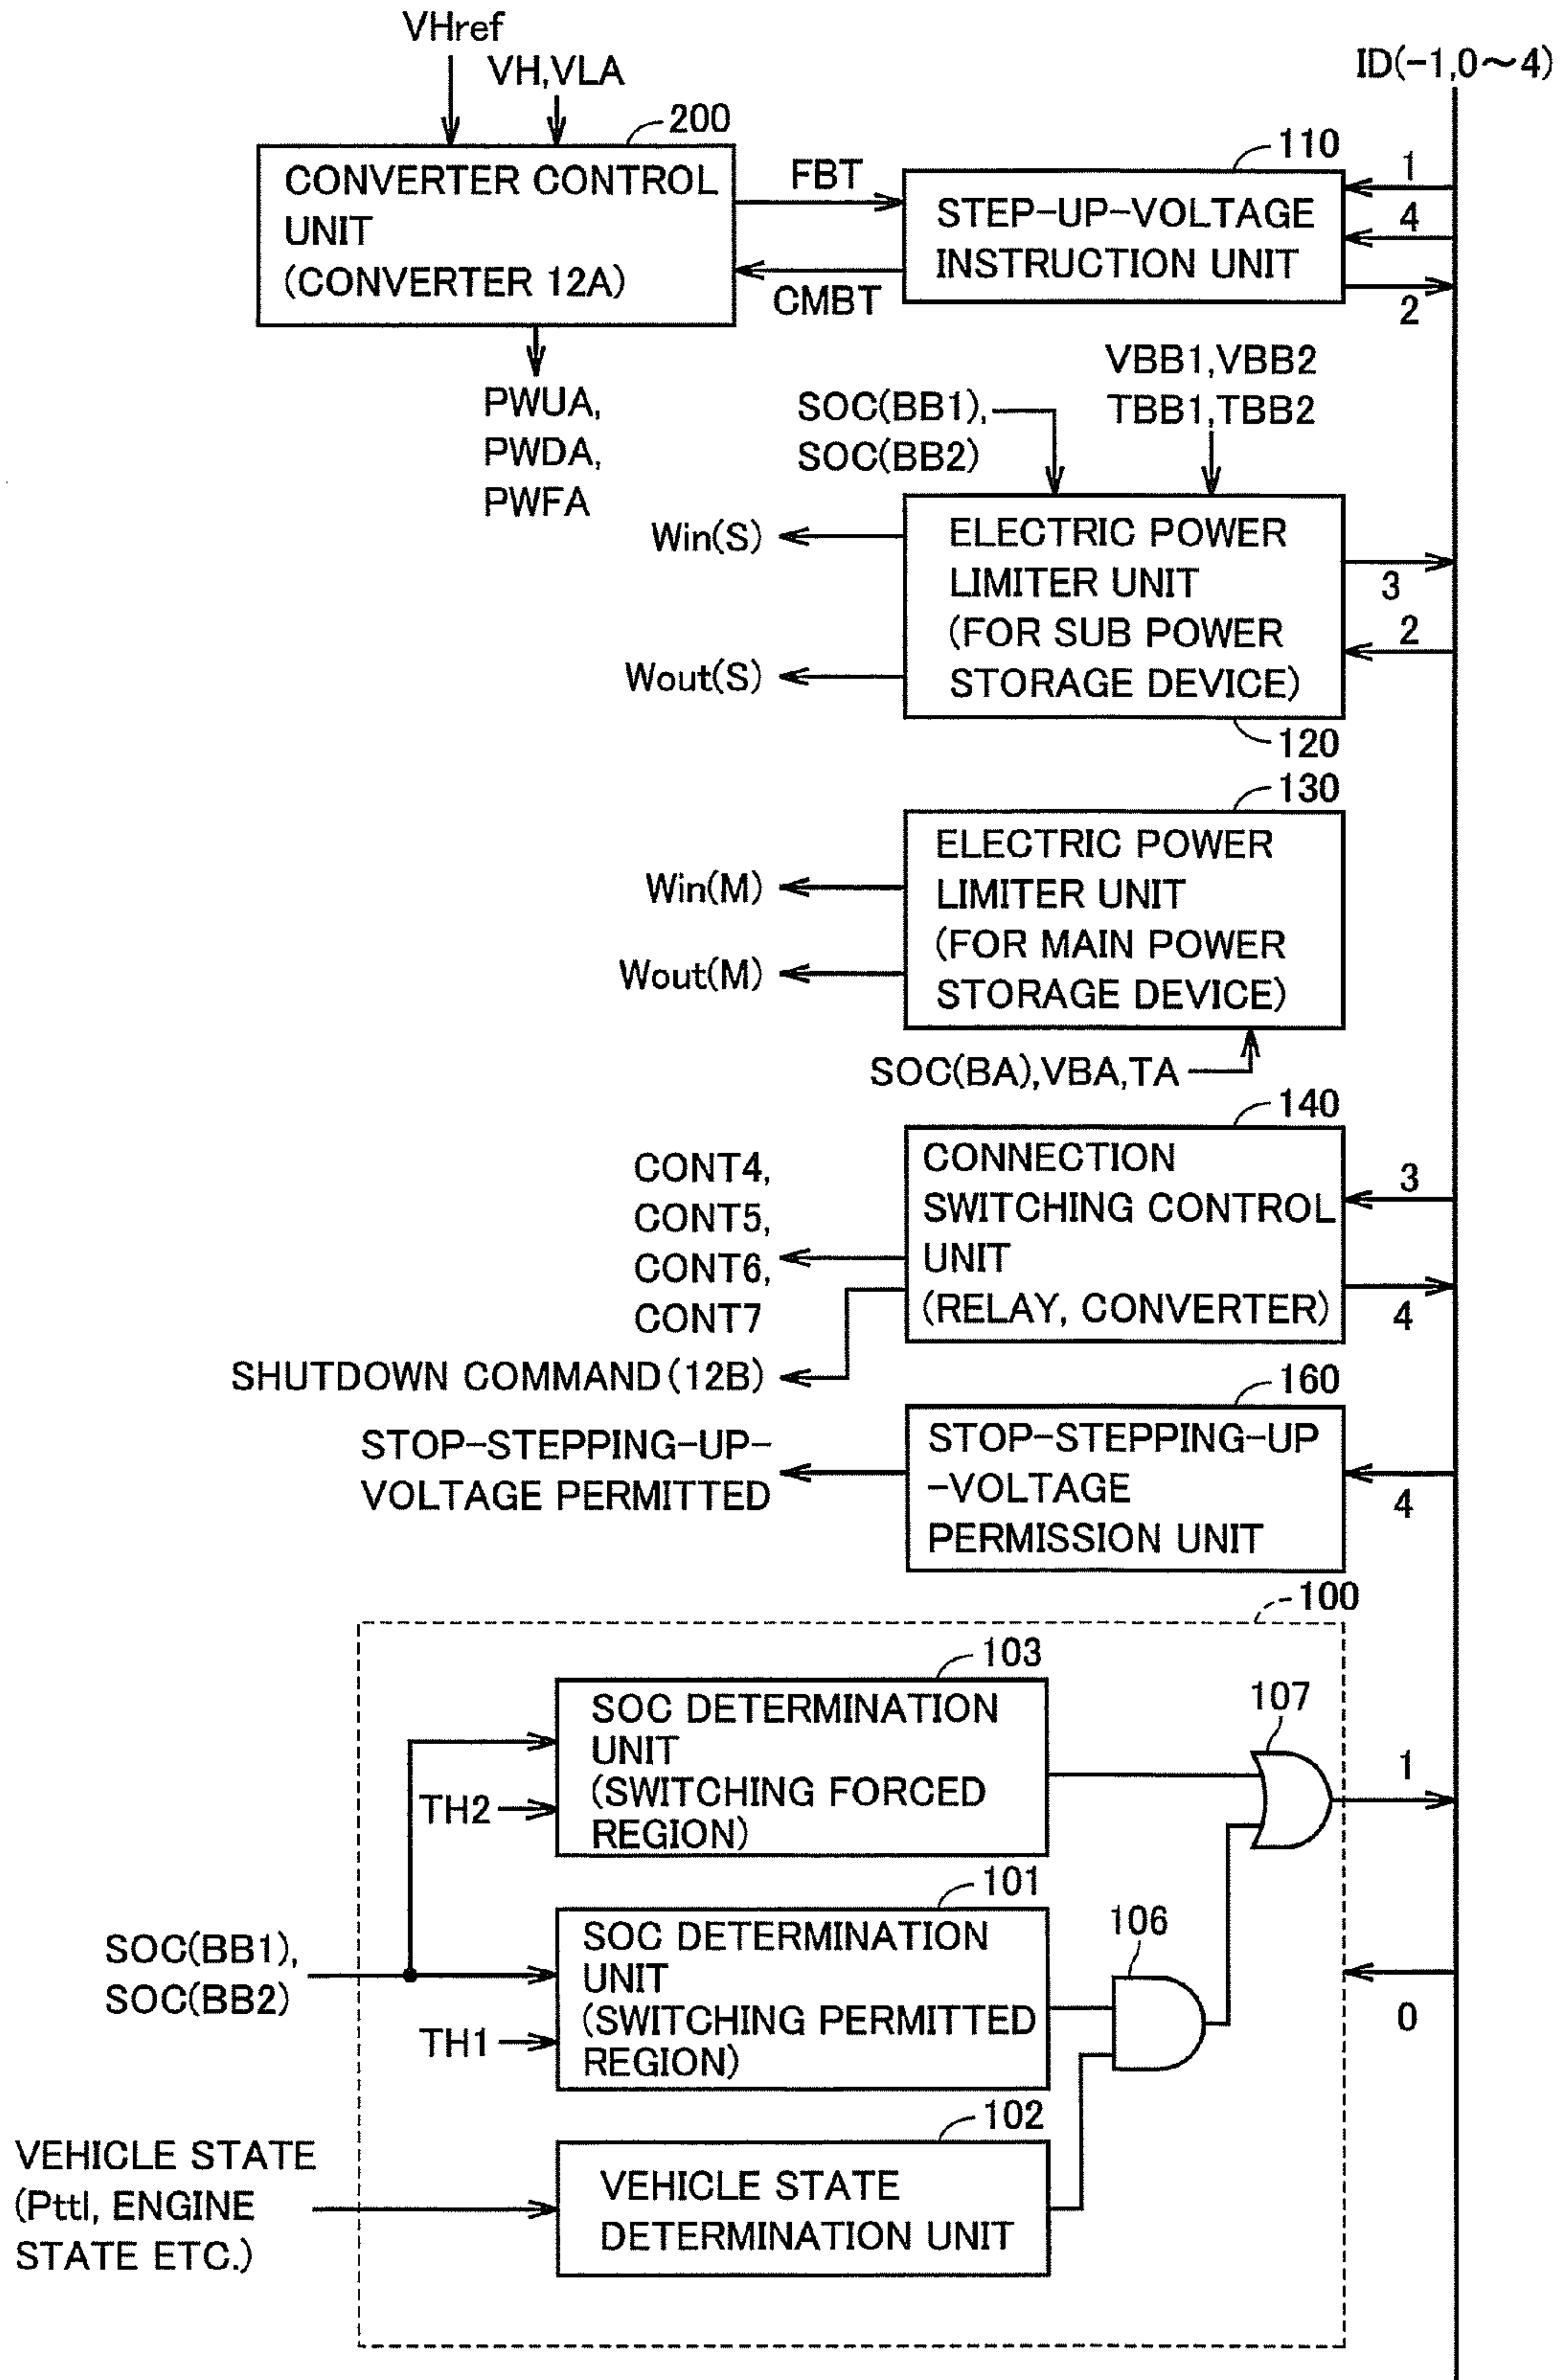 VHref
VH,VLA
ID(-1,0～4)
200
CONVERTER CONTROL
UNIT
(CONVERTER 12A)
FBT
CMBT
110
STEP-UP-VOLTAGE
INSTRUCTION UNIT
1
4
2
PWUA,
PWDA,
PWFA
SOC(BB1),
SOC(BB2)
VBB1,VBB2
TBB1,TBB2
Win(S)
Wout(S)
ELECTRIC POWER
LIMITER UNIT
(FOR SUB POWER
STORAGE DEVICE)
3
2
120
130
ELECTRIC POWER
LIMITER UNIT
(FOR MAIN POWER
STORAGE DEVICE)
Win(M)
Wout(M)
SOC(BA),VBA,TA
140
CONNECTION
SWITCHING CONTROL
UNIT
(RELAY, CONVERTER)
3
4
CONT4,
CONT5,
CONT6,
CONT7
SHUTDOWN COMMAND(12B)
160
STOP-STEPPING-UP
-VOLTAGE
PERMISSION UNIT
4
STOP-STEPPING-UP-
VOLTAGE PERMITTED
100
103
SOC DETERMINATION
UNIT
(SWITCHING FORCED
REGION)
TH2
107
1
101
SOC DETERMINATION
UNIT
(SWITCHING PERMITTED
REGION)
SOC(BB1),
SOC(BB2)
TH1
106
0
102
VEHICLE STATE
DETERMINATION UNIT
VEHICLE STATE
(Pttl, ENGINE
STATE ETC.)